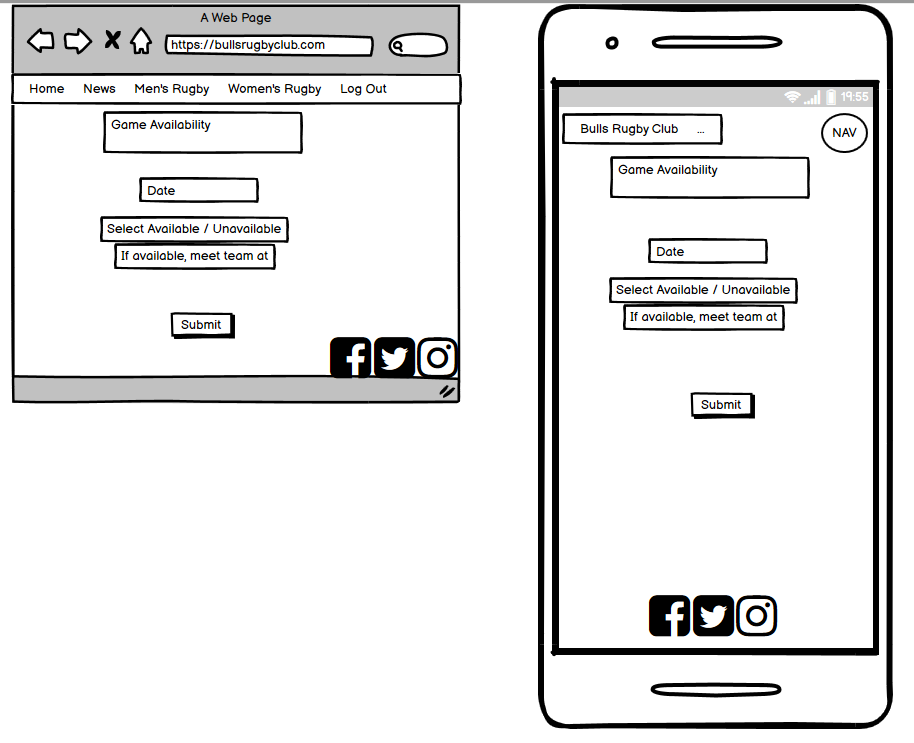 A Web Page
https://bullsrugbyclub.com
Home News Men's Rugby Women's Rugby Log Out
Game Availability
Date
Select Available / Unavailable
If available, meet team at
Submit
19:55
Bulls Rugby Club ...
NAV
Game Availability
Date
Select Available / Unavailable
If available, meet team at
Submit